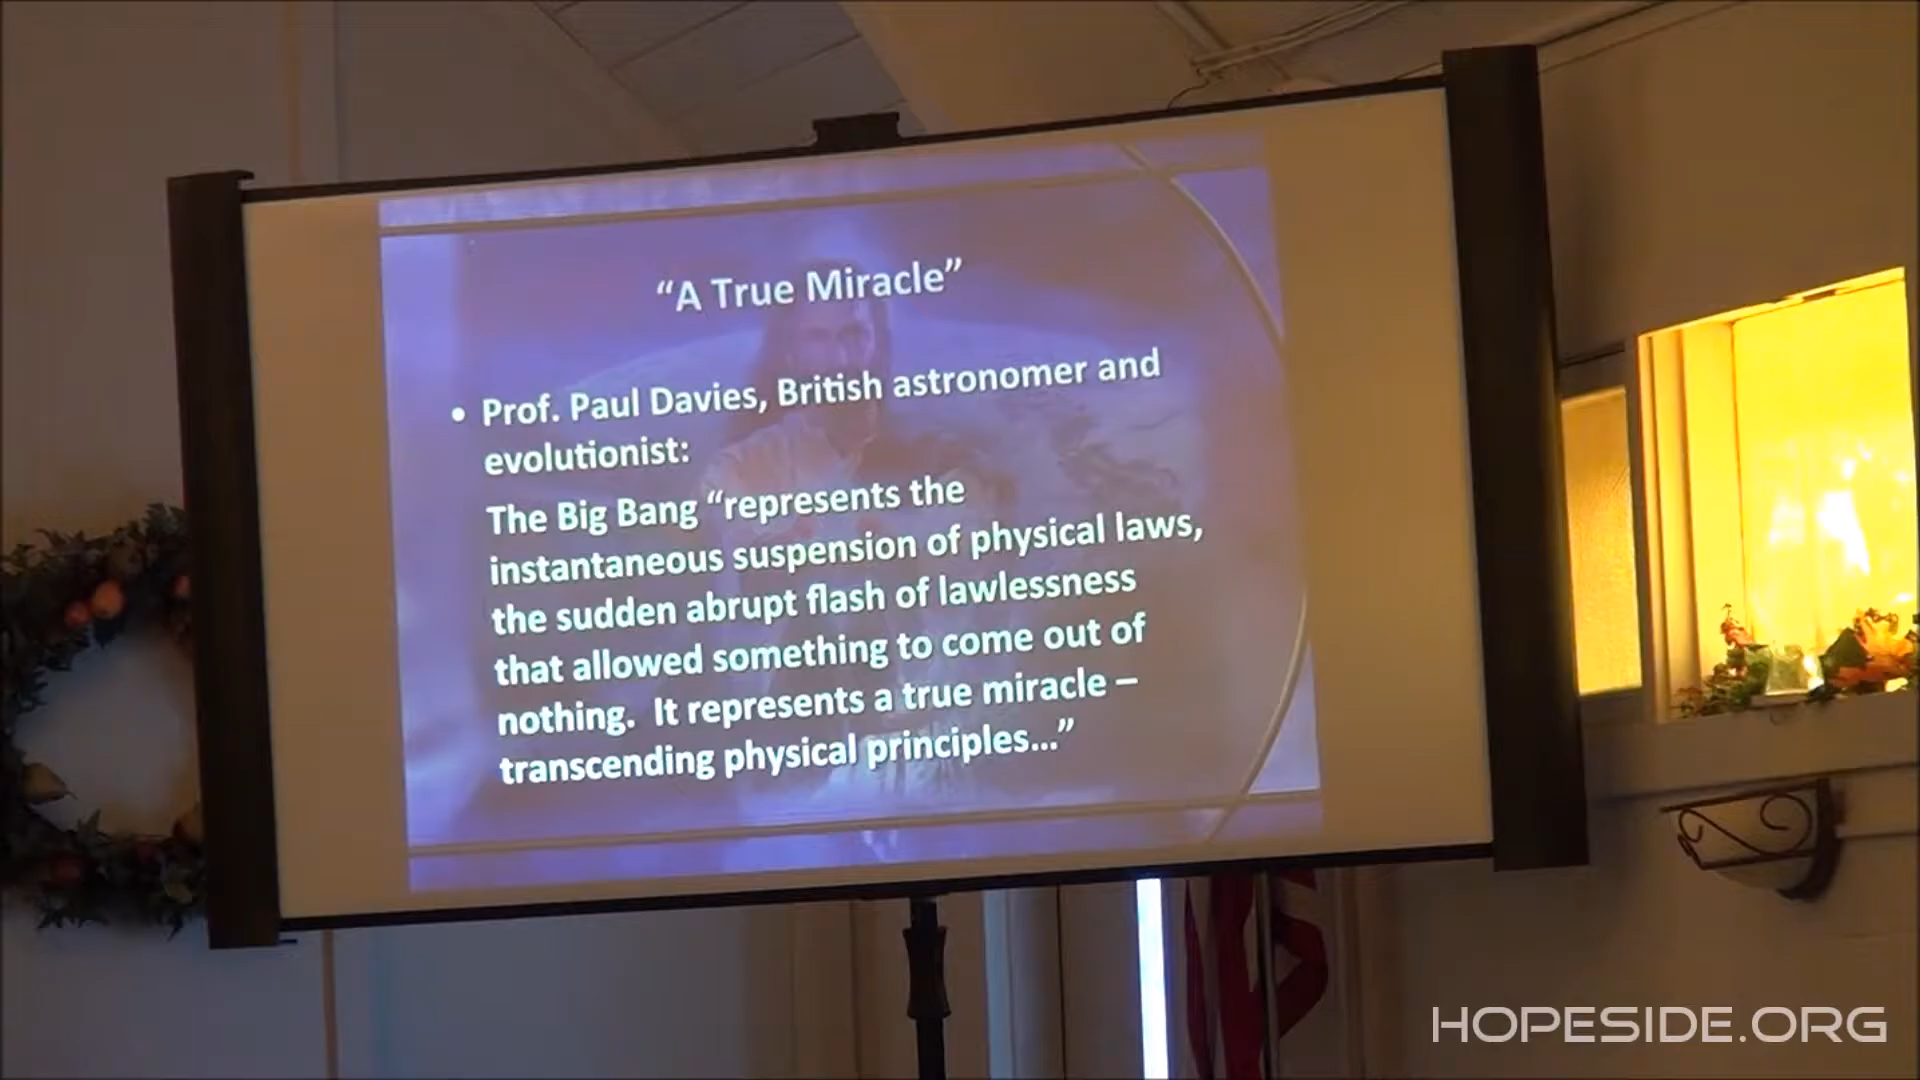 “A True Miracle”
• Prof. Paul Davies, British astronomer and
evolutionist:
The Big Bang “represents the
instantaneous suspension of physical laws,
the sudden abrupt flash of lawlessness
that allowed something to come out of
nothing.  It represents a true miracle –
transcending physical principles...”
HOPESIDE.ORG